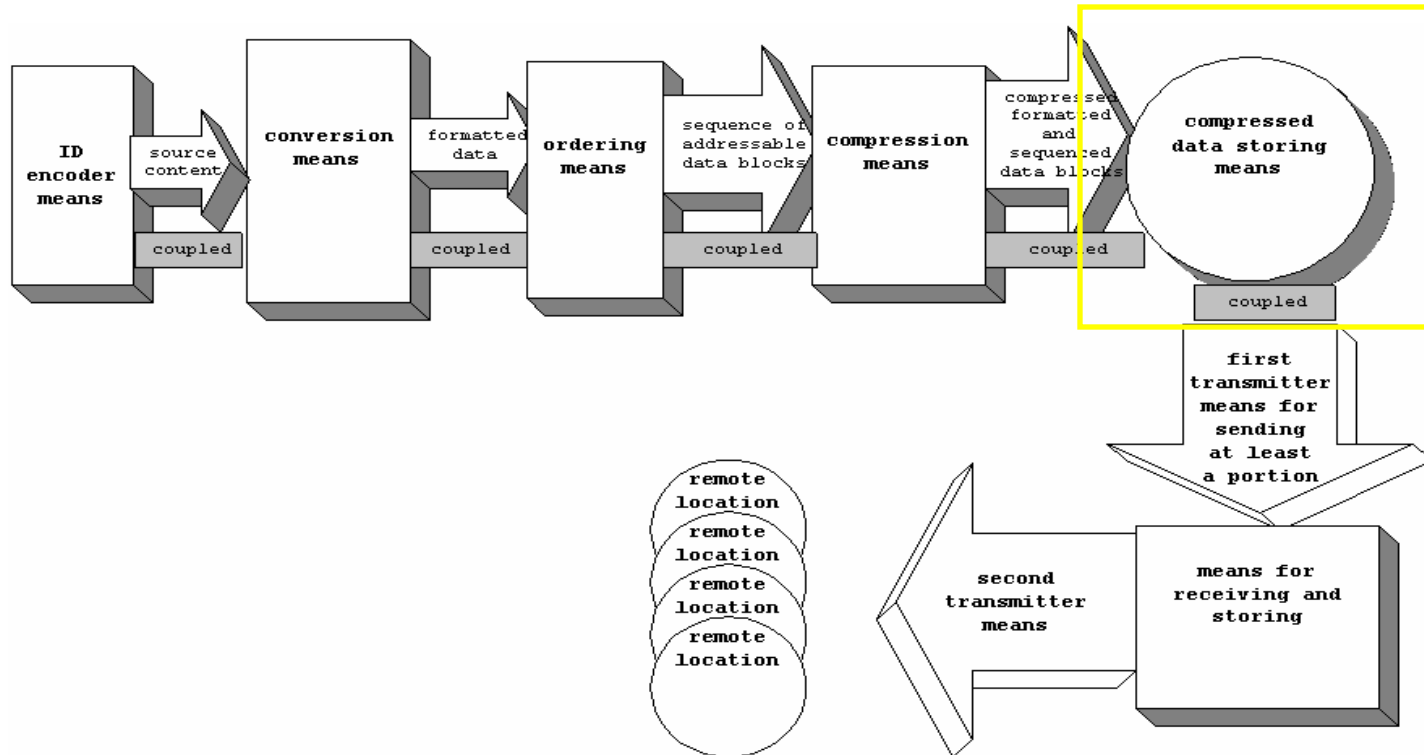 ID
encoder
means
source
content
coupled
conversion
means
formatted
data
coupled
ordering
means
sequence of
addressable
data blocks
coupled
compression
means
compressed
formatted
and
sequenced
data blocks
coupled
compressed
data storing
means
coupled
first
transmitter
means for
sending
at least
a portion
means for
receiving and
storing
second
transmitter
means
remote
location
remote
location
remote
location
remote
location